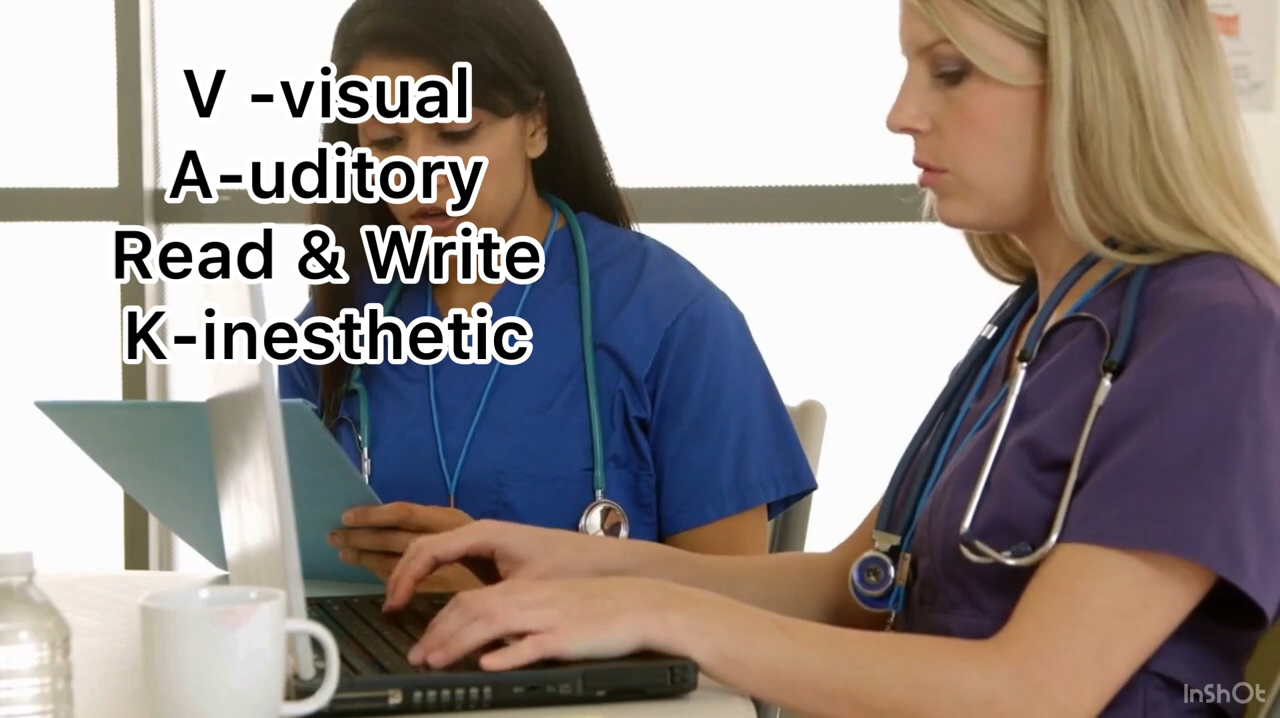 V -visual
A-uditory
Read & Write
K-inesthetic
InShOt